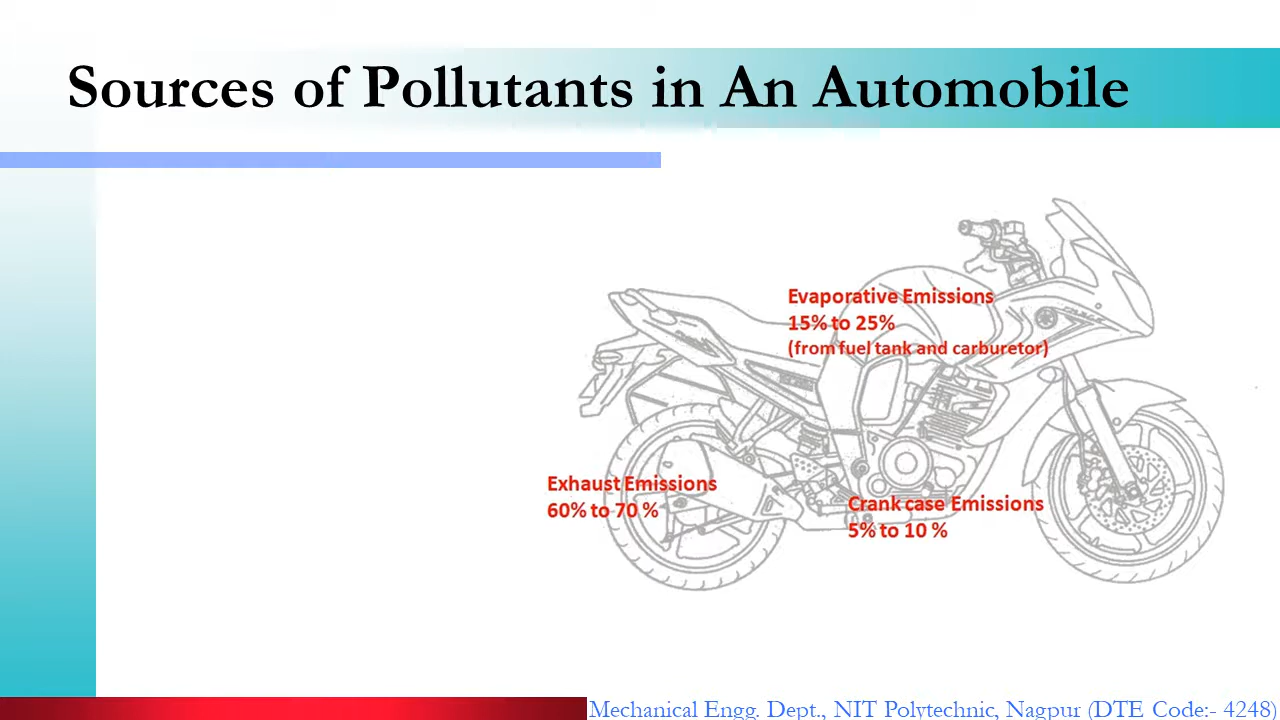 Sources of Pollutants in An Automobile
Evaporative Emissions
15% to 25%
(from fuel tank and carburetor)
Exhaust Emissions
60% to 70 %
Crank case Emissions
5% to 10 %
Mechanical Engg. Dept., NIT Polytechnic, Nagpur (DTE Code:- 4248)